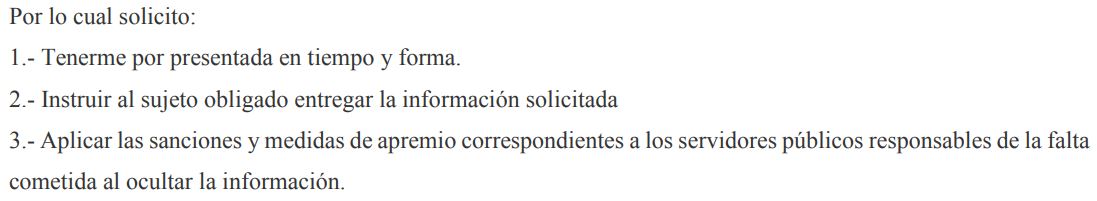 Por lo cual solicito:
1.- Tenerme por presentada en tiempo y forma.
2.- Instruir al sujeto obligado entregar la información solicitada
3.- Aplicar las sanciones y medidas de apremio correspondientes a los servidores públicos responsables de la falta
cometida al ocultar la información.